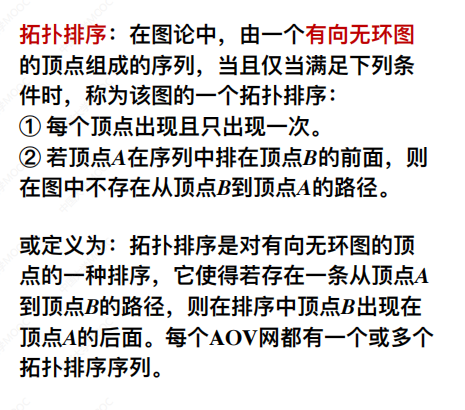 拓扑排序：在图论中，由一个有向无环图
的顶点组成的序列，当且仅当满足下列条
件时，称为该图的一个拓扑排序：
① 每个顶点出现且只出现一次。
② 若顶点A在序列中排在顶点B的前面，则
在图中不存在从顶点B到顶点A的路径。
或定义为：拓扑排序是对有向无环图的顶
点的一种排序，它使得若存在一条从顶点A
到顶点B的路径，则在排序中顶点B出现在
顶点A的后面。每个AOV网都有一个或多个
拓扑排序序列。